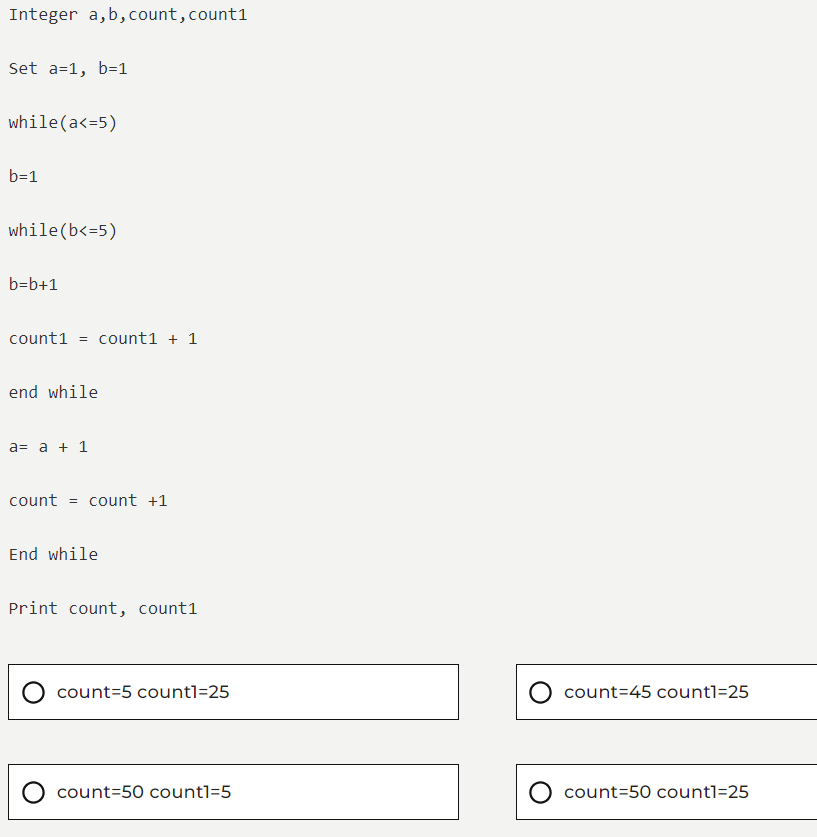 Integer a,b,count,count1
Set a=1, b=1
while(a<=5)
b=1
while(b<=5)
b=b+1
count1 = count1 + 1
end while
a= a + 1
count = count +1
End while
Print count, count1
count=5 count1=25
count=45 count1=25
count=50 count1=5
count=50 count1=25